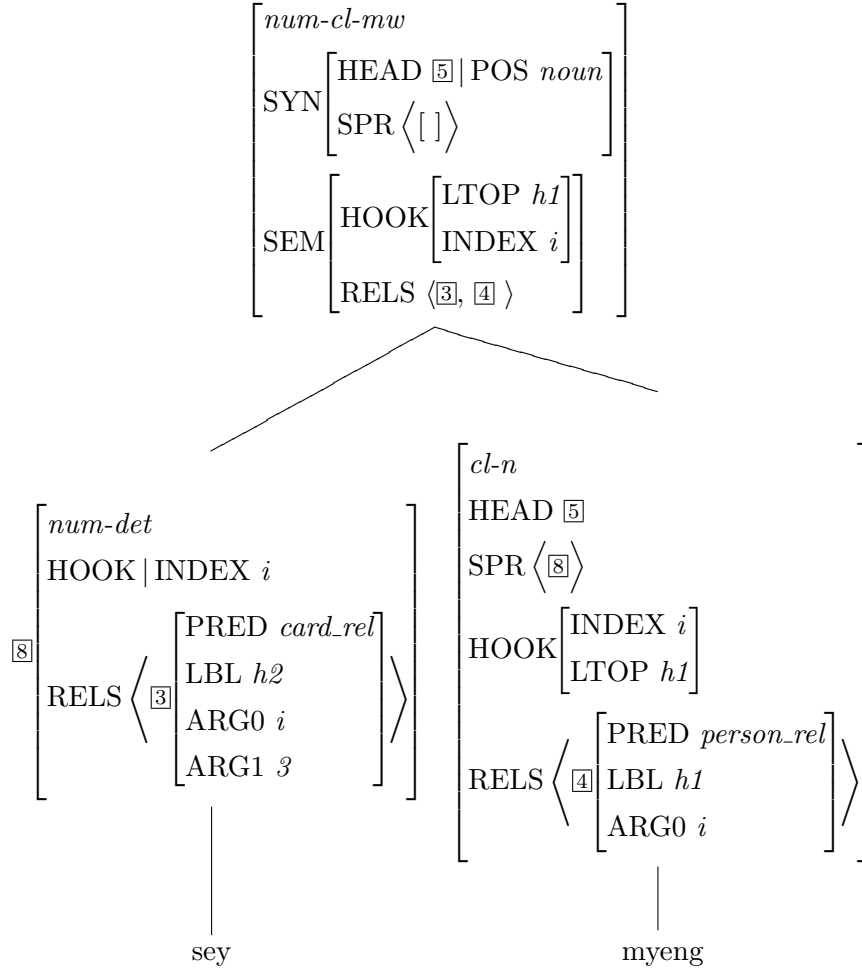 num-cl-mw
SYN
HEAD 5 | POS noun
SPR ⟨[ ]⟩
SEM
HOOK
LTOP h1
INDEX i
RELS ⟨3, 4 ⟩
8
num-det
HOOK | INDEX i
RELS ⟨ 3
PRED card_rel
LBL h2
ARG0 i
ARG1 3
⟩
cl-n
HEAD 5
SPR ⟨8⟩
HOOK
INDEX i
LTOP h1
RELS ⟨ 4
PRED person_rel
LBL h1
ARG0 i
⟩
sey
myeng